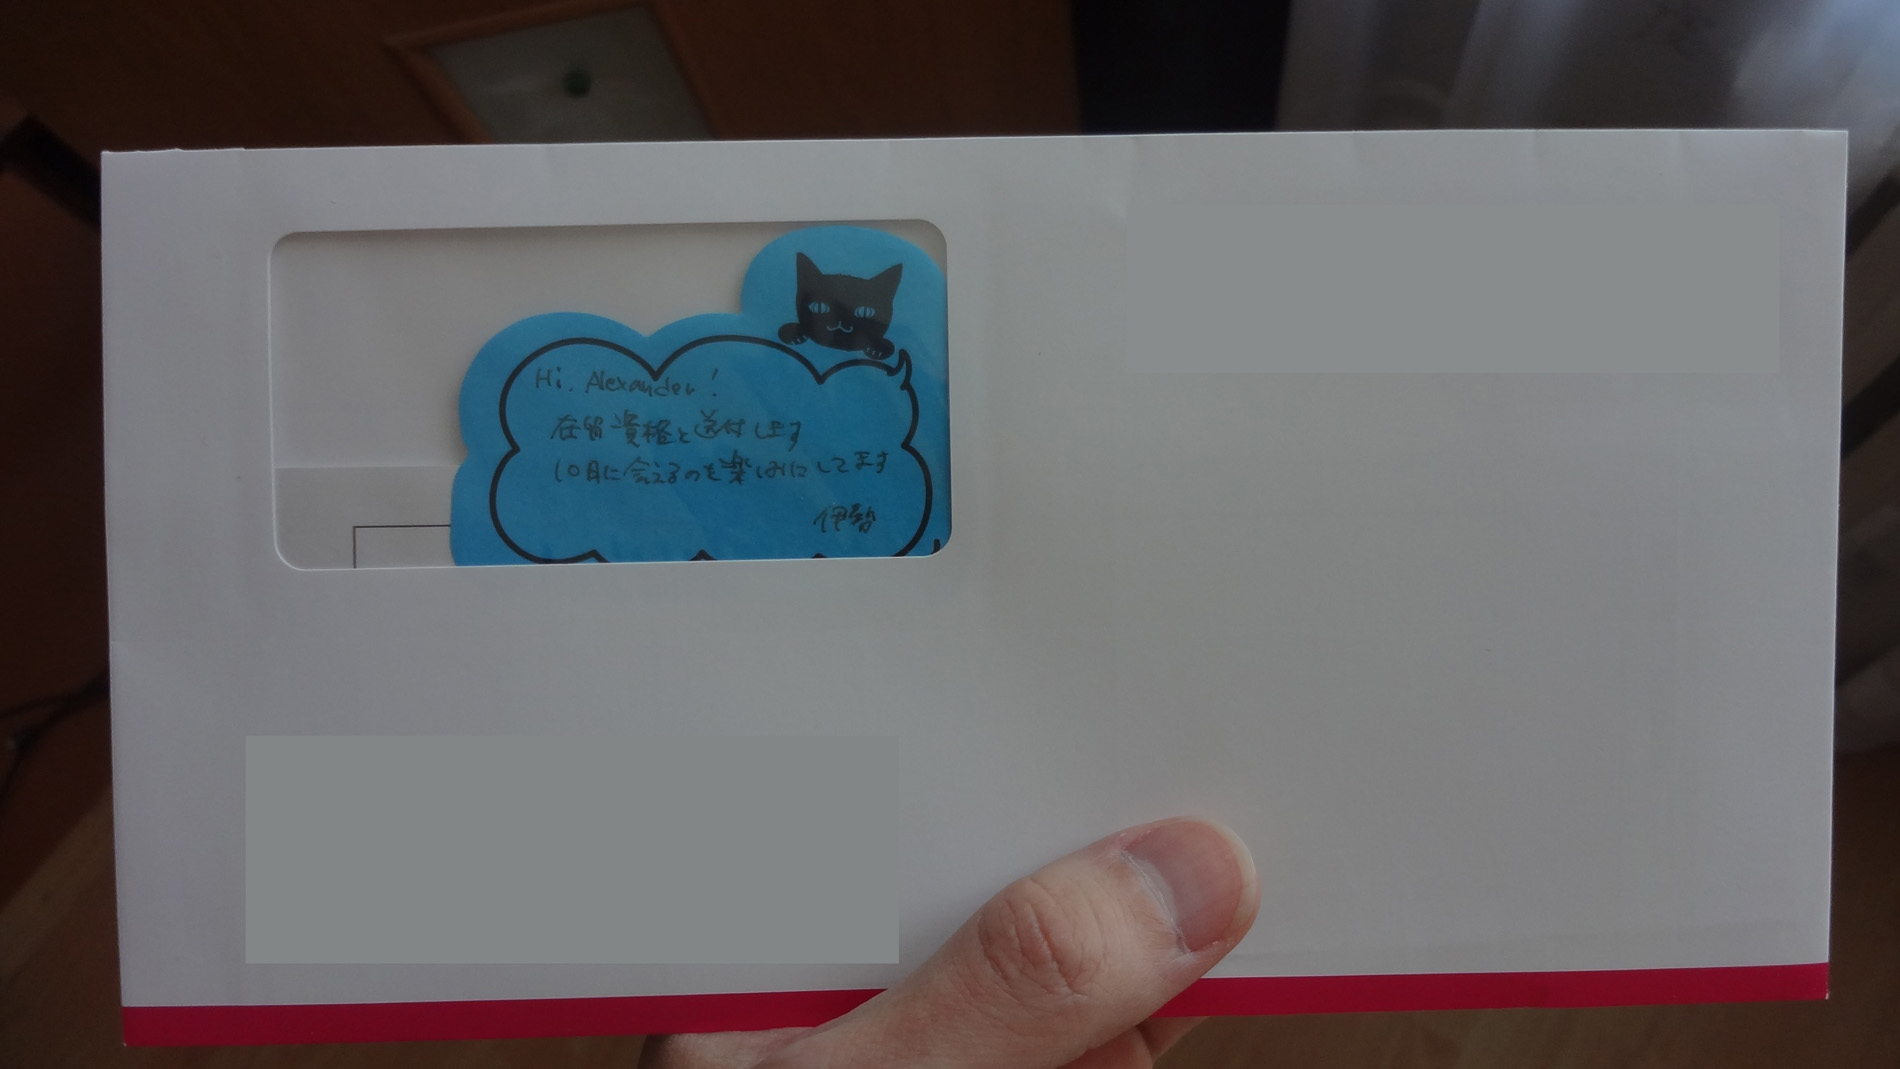 Hi, Alexander!
在留資格を送付します
10月に会えるのを楽しみにしてます
伊勢